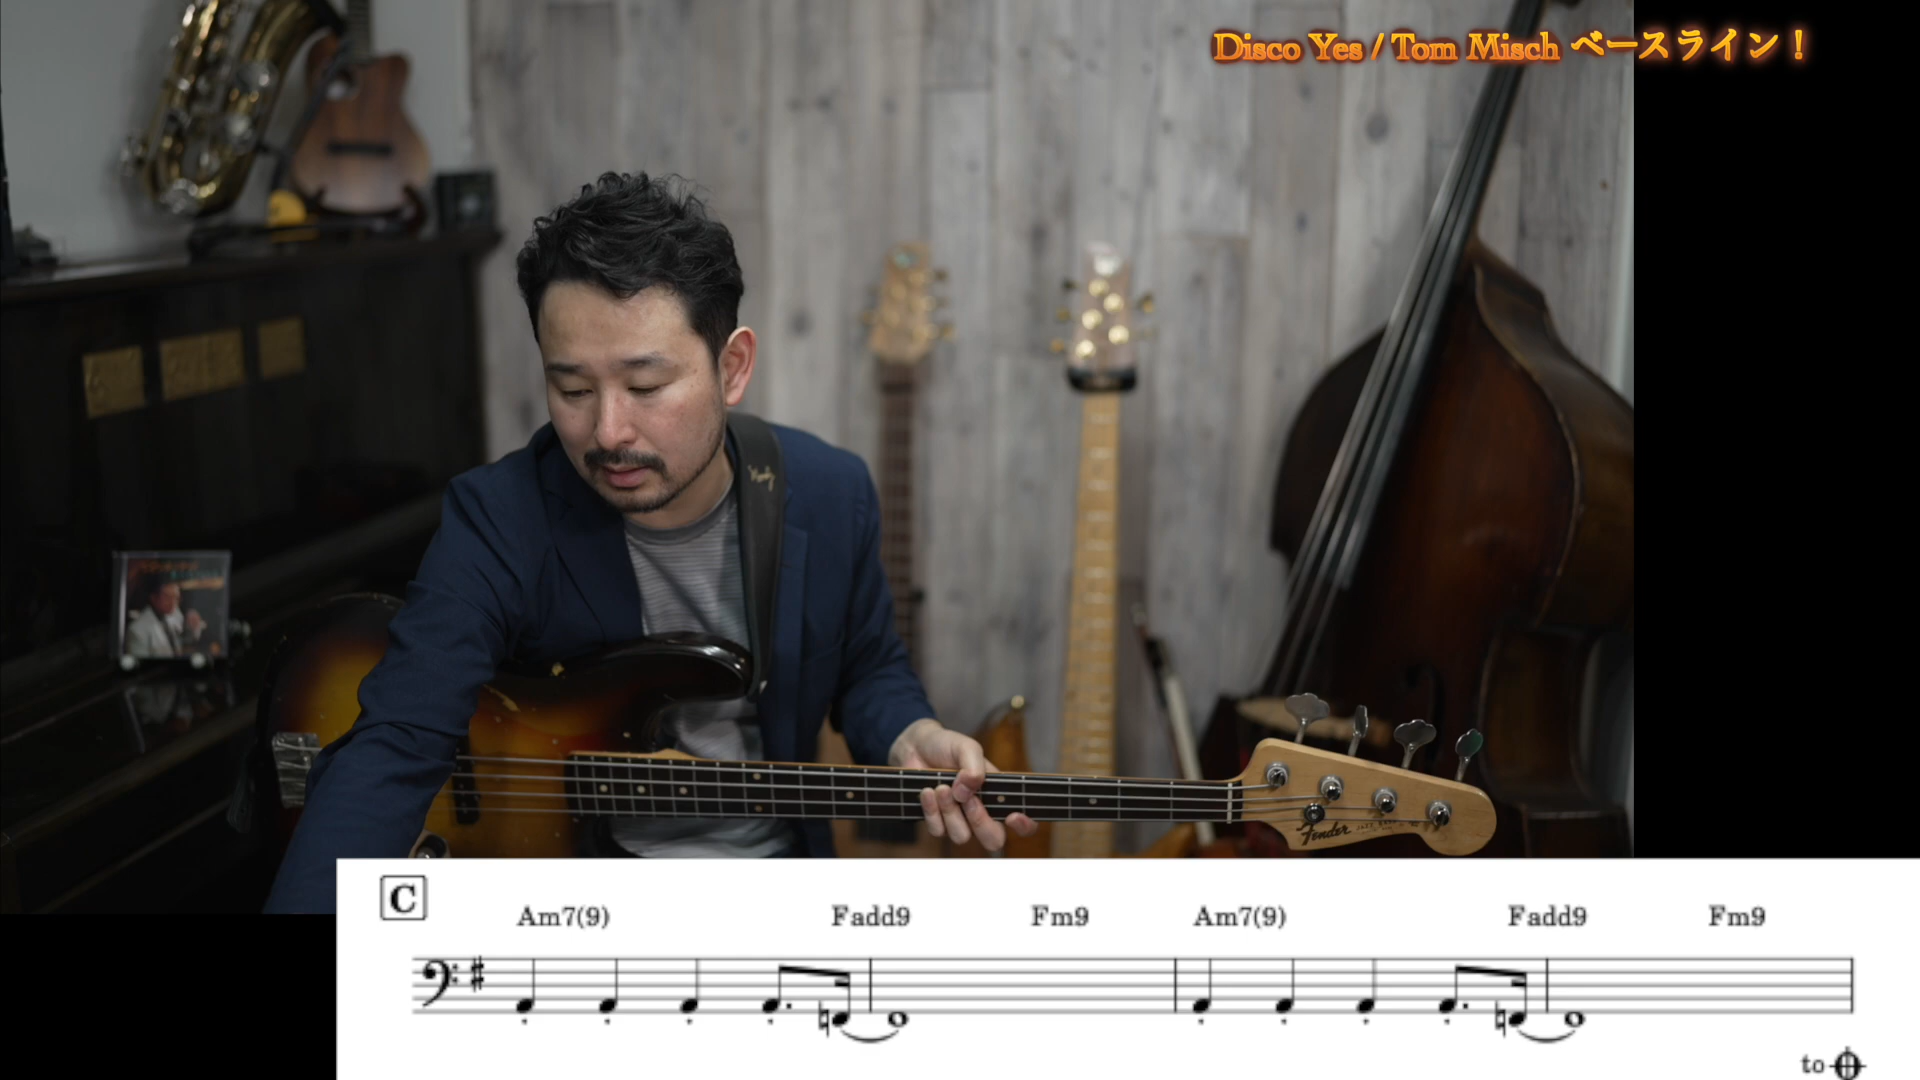 Disco Yes / Tom Misch ベースライン！
Fender
C
Am7(9) Fadd9 Fm9 Am7(9) Fadd9 Fm9
to